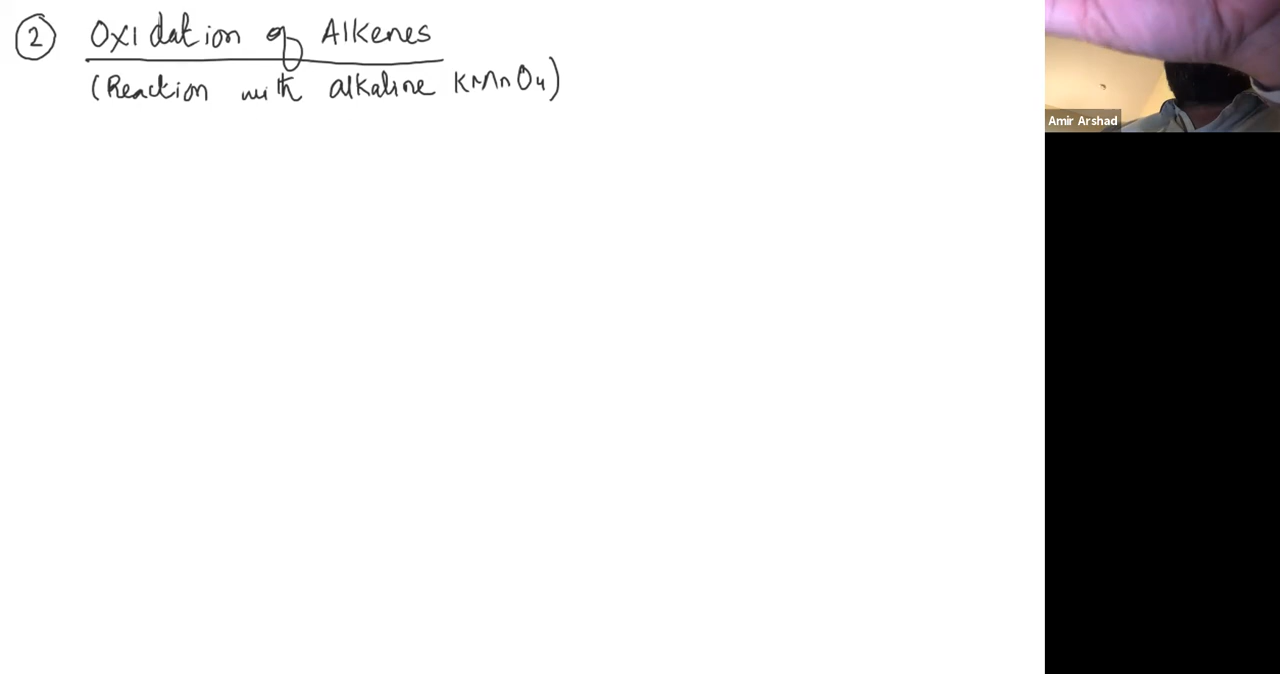 2 Oxidation of Alkenes
(Reaction with alkaline KMnO4)
Amir Arshad